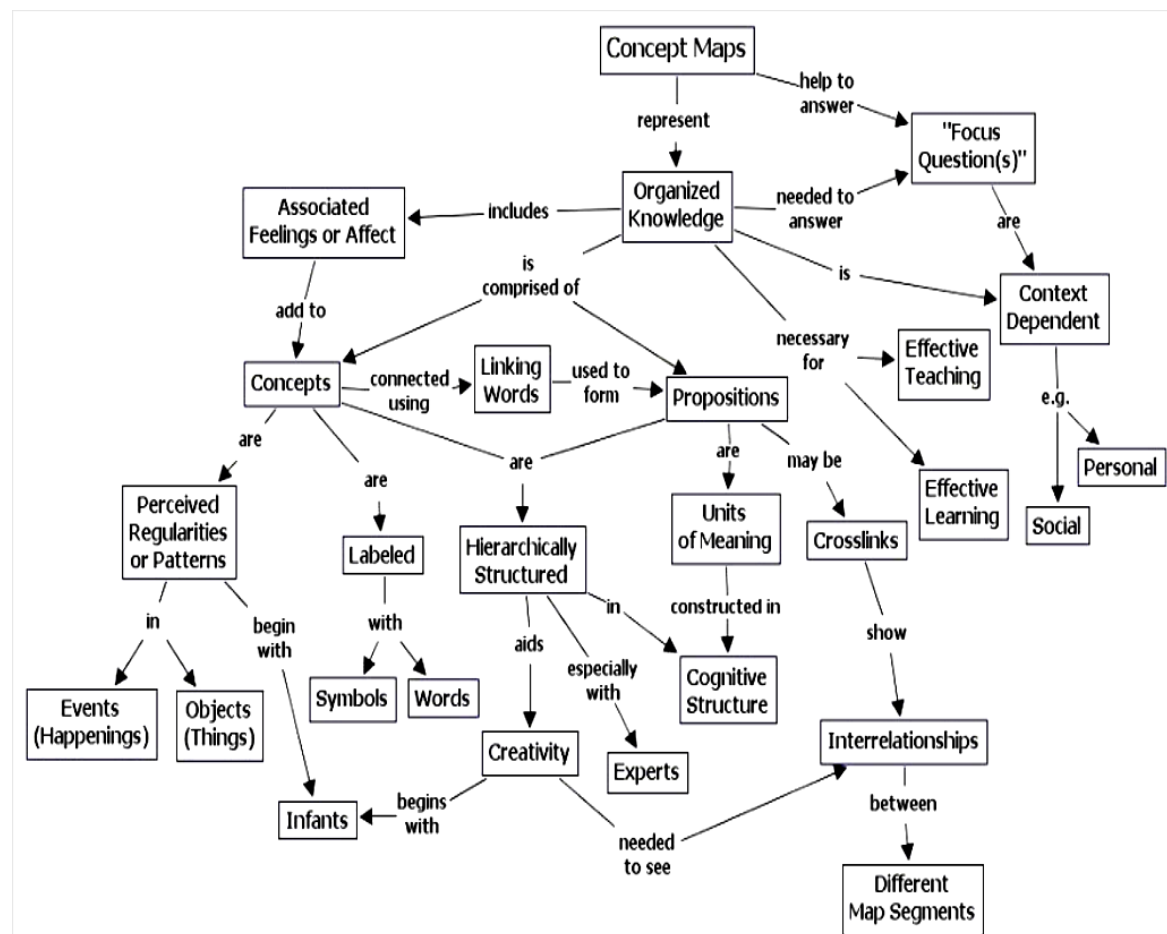 Concept Maps
help to
answer
represent
"Focus
Question(s)"
Organized
Knowledge
needed to
answer
Associated
Feelings or Affect
includes
are
is
comprised of
is
Context
Dependent
add to
necessary
for
Effective
Teaching
Concepts
connected
using
Linking
Words
used to
form
Propositions
e.g.
Personal
Social
are
are
are
are
may be
Effective
Learning
Perceived
Regularities
or Patterns
Labeled
Hierarchically
Structured
Units
of Meaning
Crosslinks
in
begin
with
with
aids
in
especially
with
constructed in
show
Events
(Happenings)
Objects
(Things)
Symbols
Words
Cognitive
Structure
Creativity
Experts
Interrelationships
Infants
begins
with
needed
to see
between
Different
Map Segments